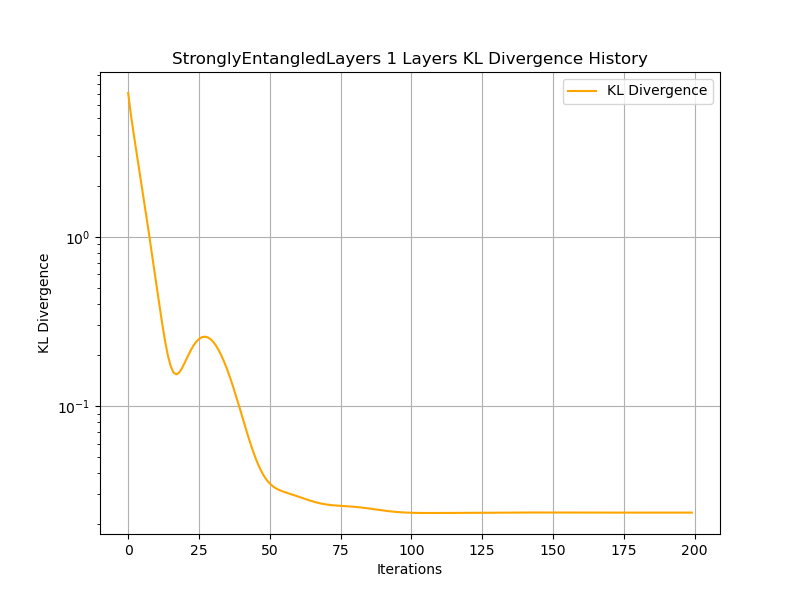 StronglyEntangledLayers 1 Layers KL Divergence History
KL Divergence
KL Divergence
10⁰
10⁻¹
0 25 50 75 100 125 150 175 200
Iterations